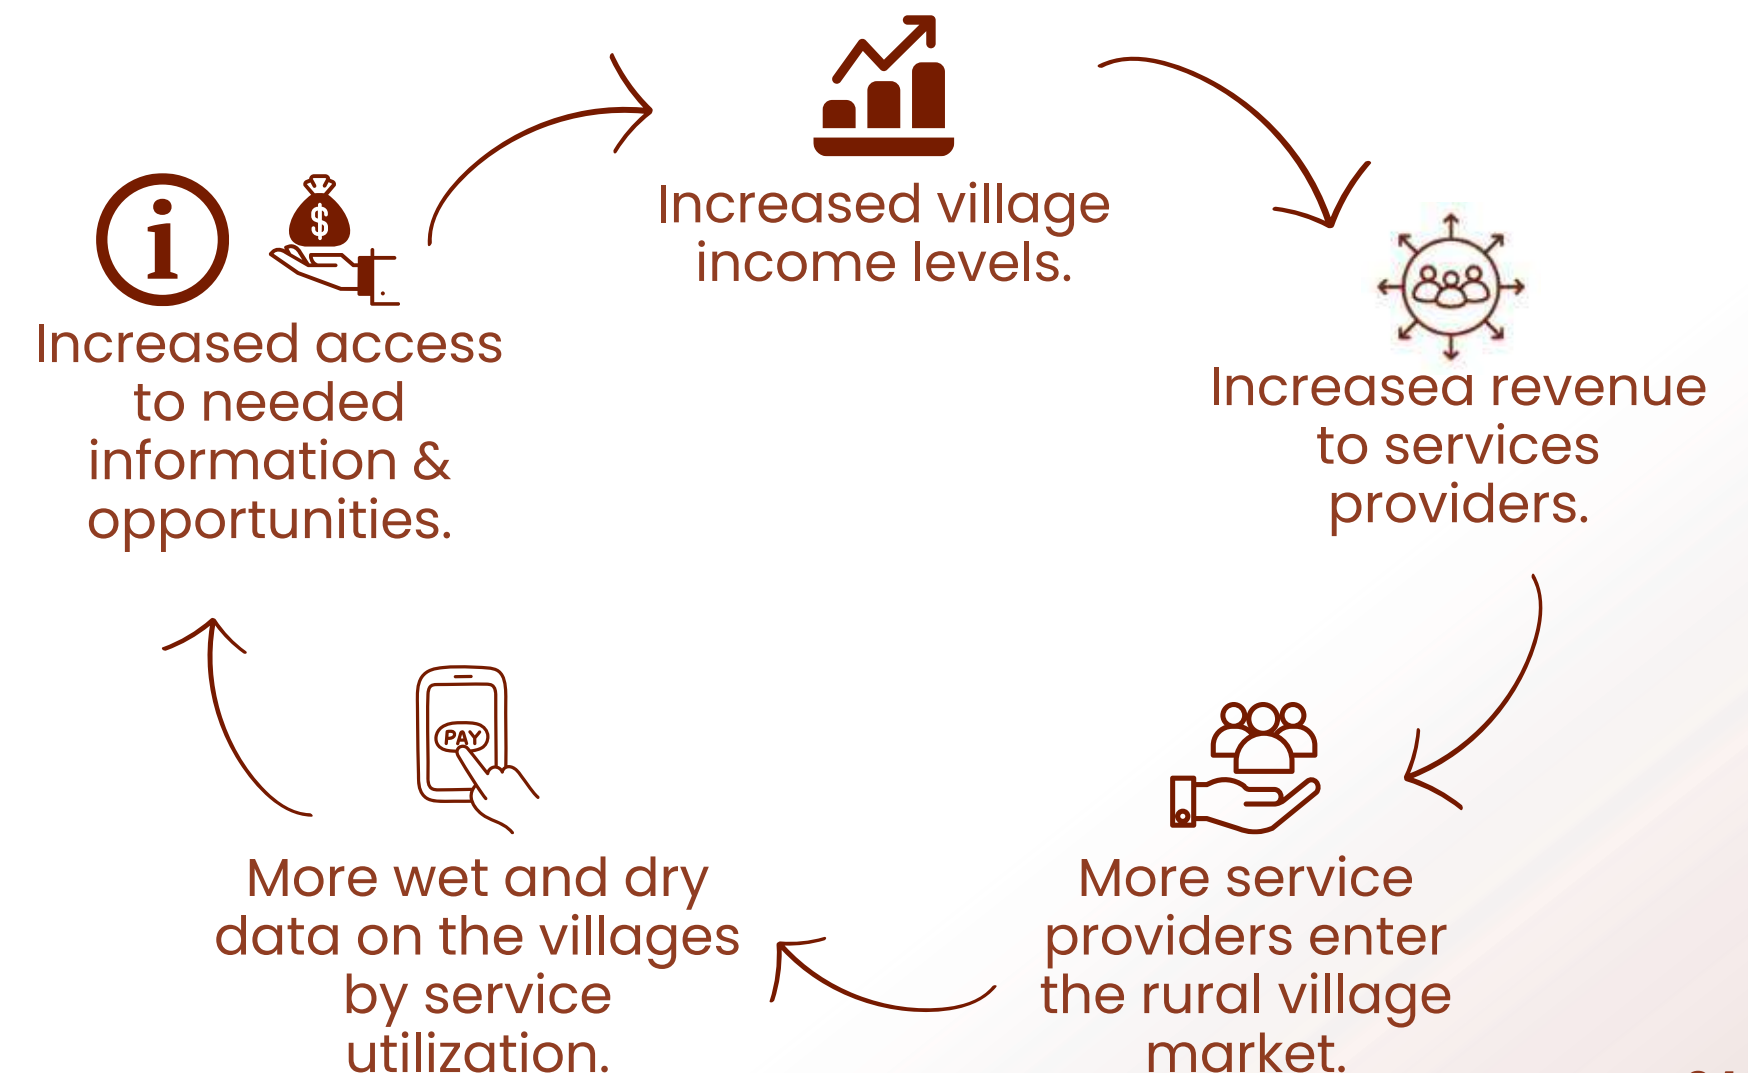 Increased village
income levels.
$
Increased access
to needed
information &
opportunities.
Increased revenue
to services
providers.
PAY
More wet and dry
data on the villages
by service
utilization.
More service
providers enter
the rural village
market.